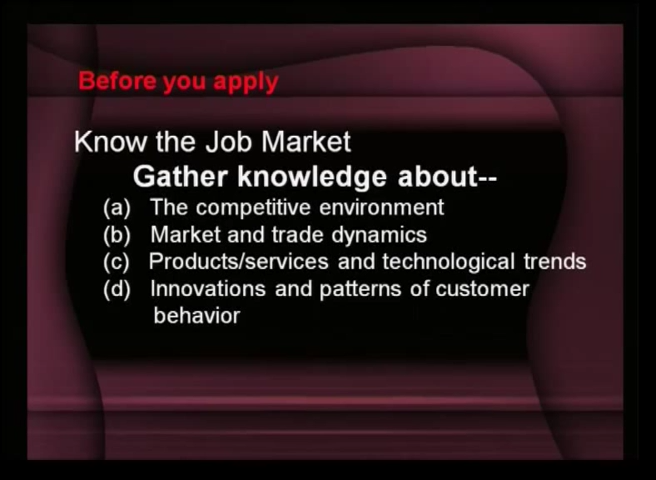 Before you apply
Know the Job Market
Gather knowledge about--
(a) The competitive environment
(b) Market and trade dynamics
(c) Products/services and technological trends
(d) Innovations and patterns of customer
behavior